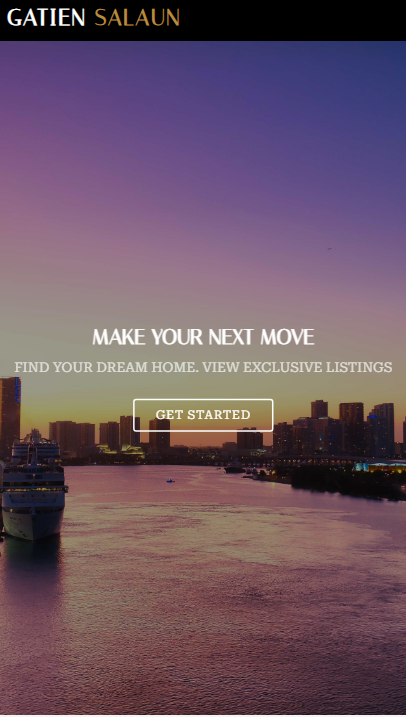 GATIEN SALAUN
MAKE YOUR NEXT MOVE
FIND YOUR DREAM HOME. VIEW EXCLUSIVE LISTINGS
GET STARTED